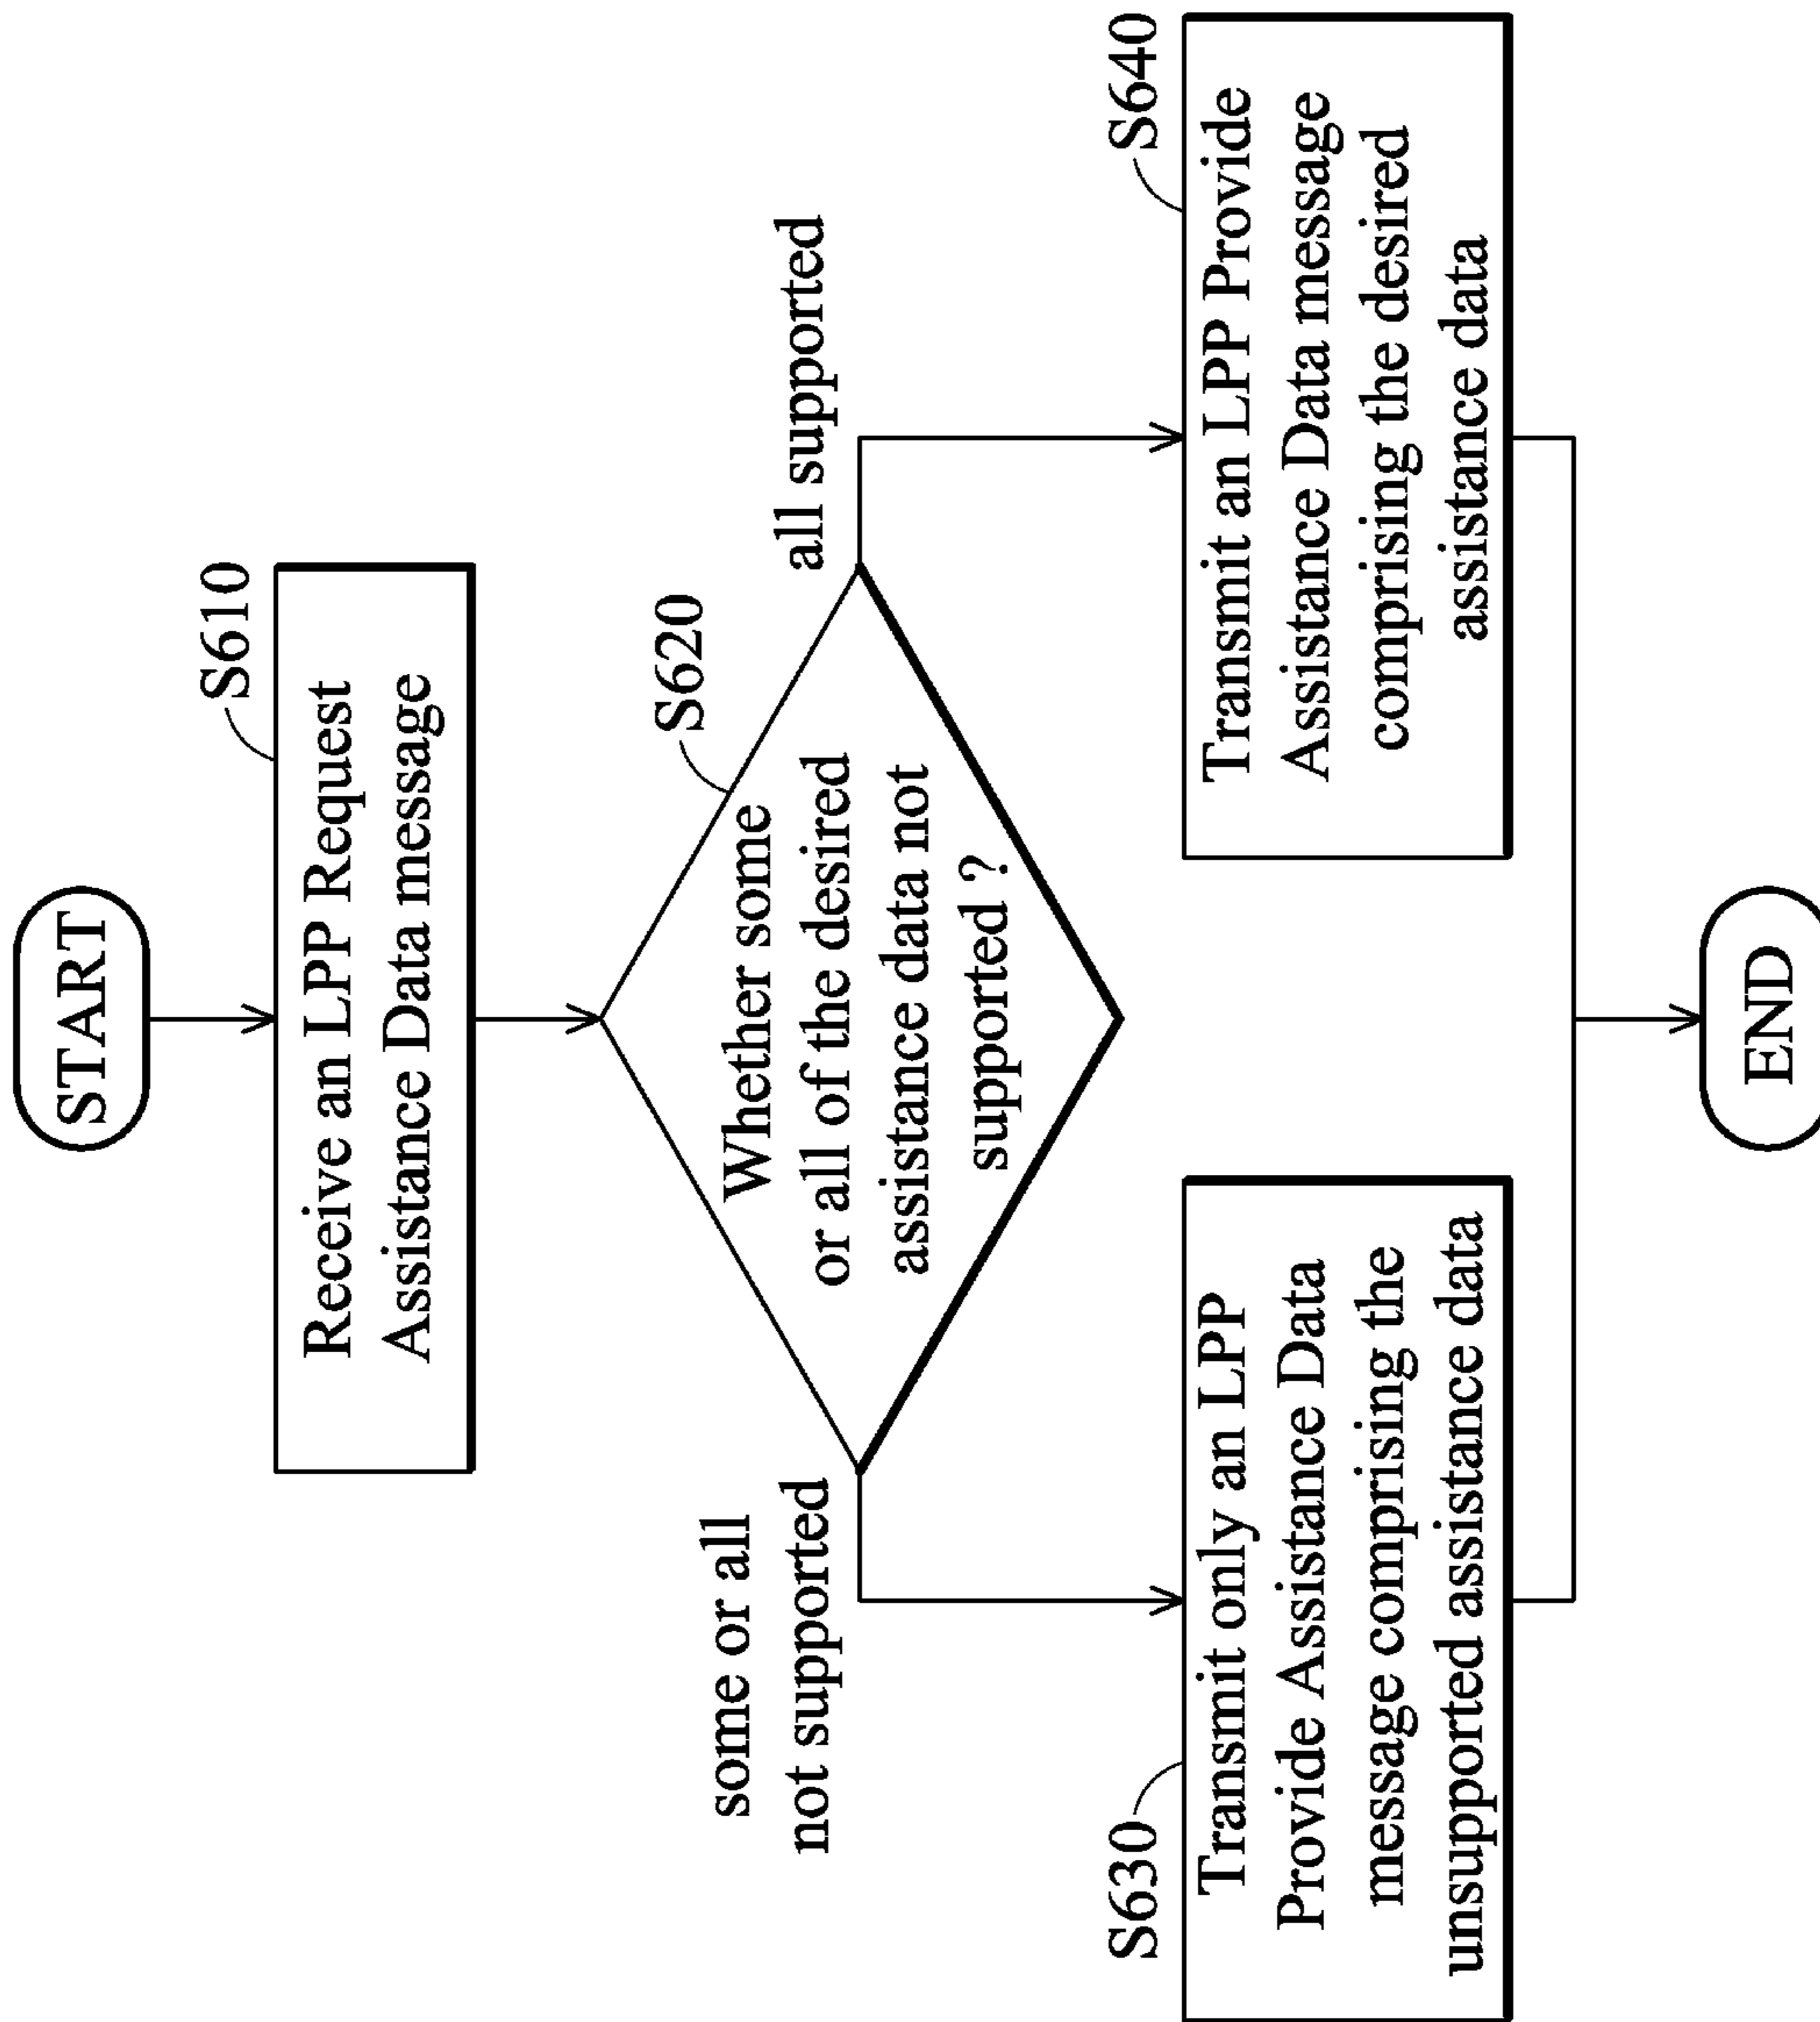 START
S610
Receive an LPP Request
Assistance Data message
S620
Whether some
or all of the desired
assistance data not
supported ?
some or all
not supported
all supported
S630
Transmit only an LPP
Provide Assistance Data
message comprising the
unsupported assistance data
S640
Transmit an LPP Provide
Assistance Data message
comprising the desired
assistance data
END